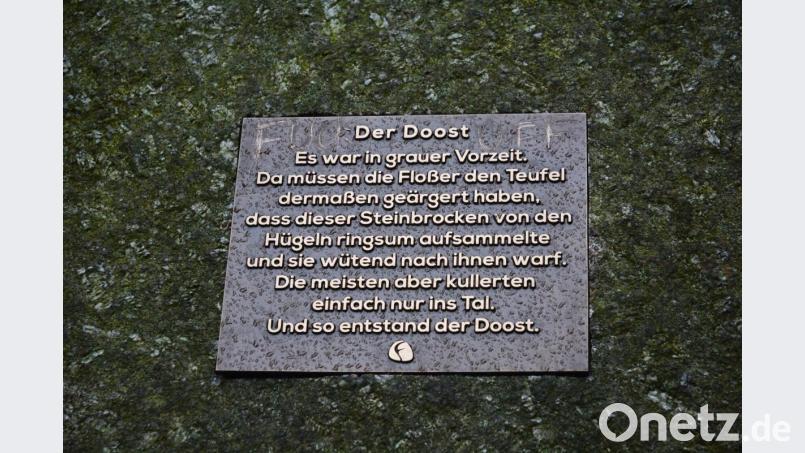 Der Doost
Es war in grauer Vorzeit.
Da müssen die Floßer den Teufel
dermaßen geärgert haben,
dass dieser Steinbrocken von den
Hügeln ringsum aufsammelte
und sie wütend nach ihnen warf.
Die meisten aber kullerten
einfach nur ins Tal.
Und so entstand der Doost.
Onetz.de